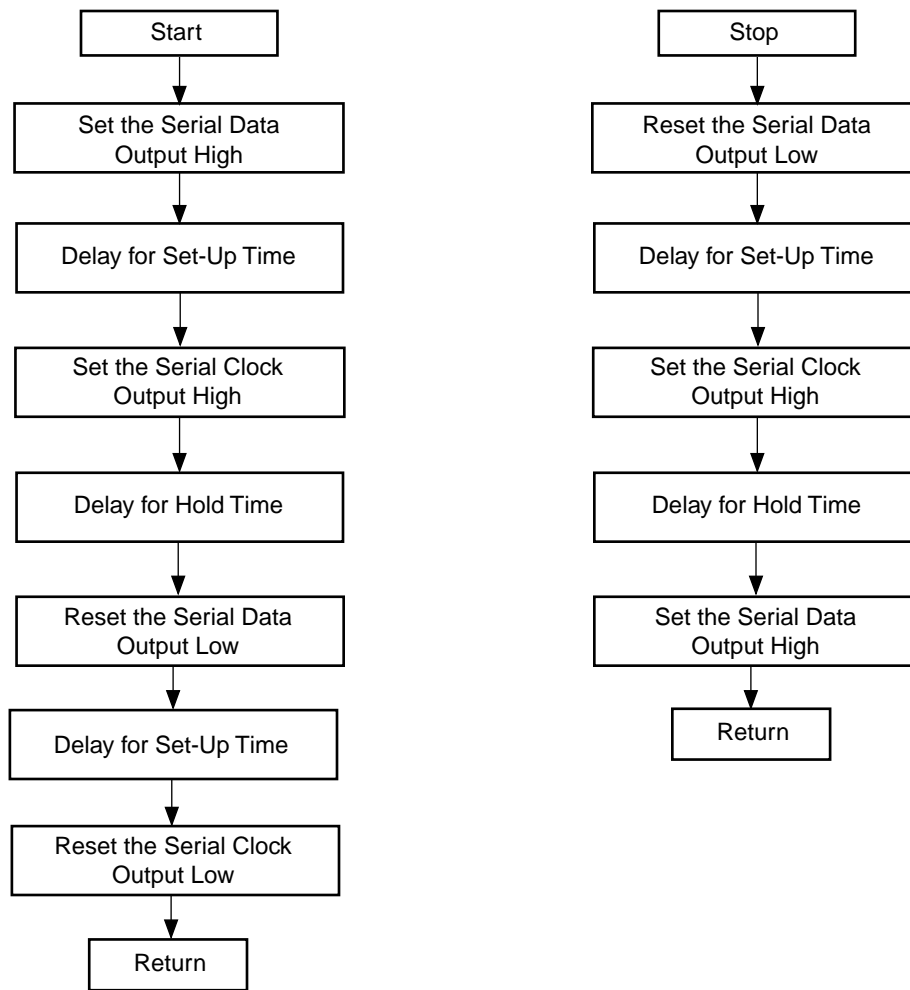 Start
Set the Serial Data
Output High
Delay for Set-Up Time
Set the Serial Clock
Output High
Delay for Hold Time
Reset the Serial Data
Output Low
Delay for Set-Up Time
Reset the Serial Clock
Output Low
Return
Stop
Reset the Serial Data
Output Low
Delay for Set-Up Time
Set the Serial Clock
Output High
Delay for Hold Time
Set the Serial Data
Output High
Return